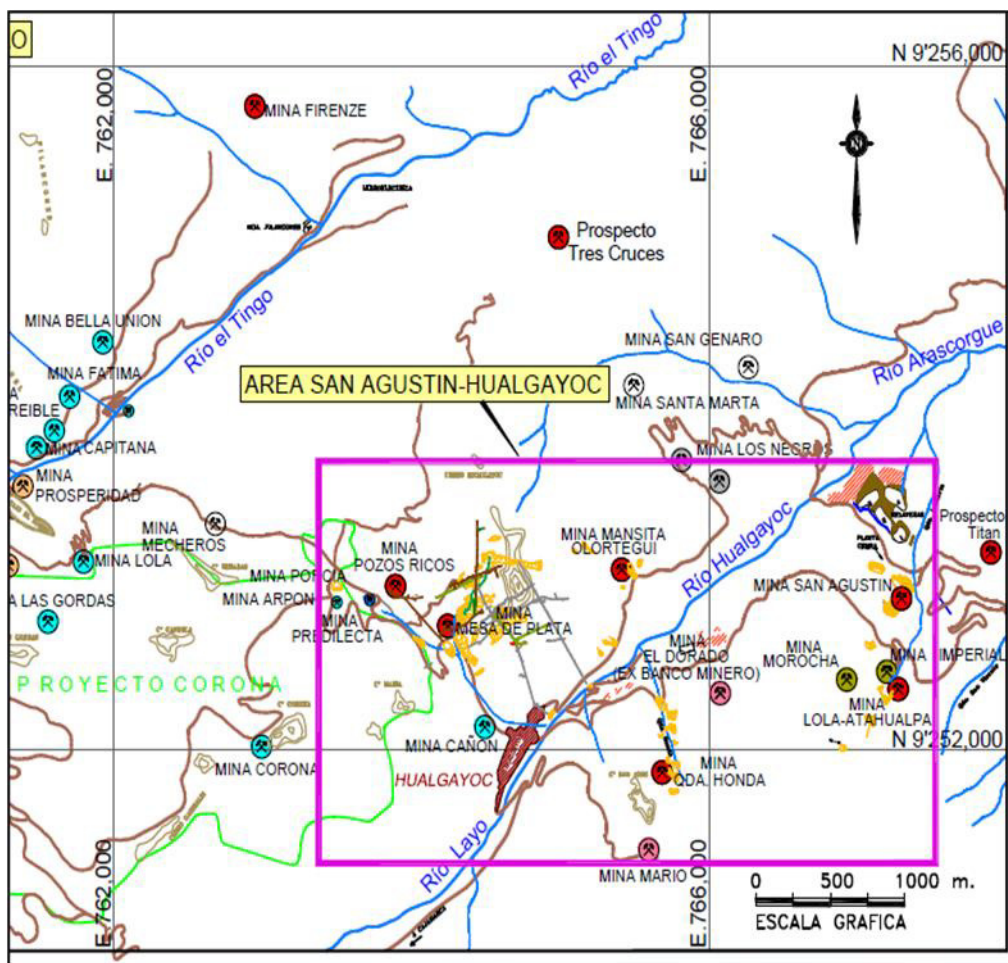 O
N 9'256,000
E. 762,000
E. 766,000
Río el Tingo
MINA FIRENZE
N
Prospecto
Tres Cruces
MINA BELLA UNION
Río el Tingo
MINA SAN GENARO
Río Arascorgue
MINA FATIMA
AREA SAN AGUSTIN-HUALGAYOC
MINA SANTA MARTA
A
REIBLE
MINA CAPITANA
MINA LOS NEGROS
MINA
PROSPERIDAD
MINA
MECHEROS
MINA
POZOS RICOS
MINA MANSITA
OLORTEGUI
Río Hualgayoc
Prospecto
Titan
MINA LOLA
MINA PORCIA
MINA ARPON
MINA SAN AGUSTIN
A LAS GORDAS
MINA
PREDILECTA
MINA
MESA DE PLATA
MINA
EL DORADO
(EX BANCO MINERO)
MINA
MOROCHA
MINA IMPERIAL
PROYECTO CORONA
MINA
LOLA-ATAHUALPA
MINA CORONA
MINA CAÑON
N 9'252,000
HUALGAYOC
MINA
QDA. HONDA
Río Layo
MINA MARIO
E. 762,000
E. 766,000
0 500 1000 m.
ESCALA GRAFICA